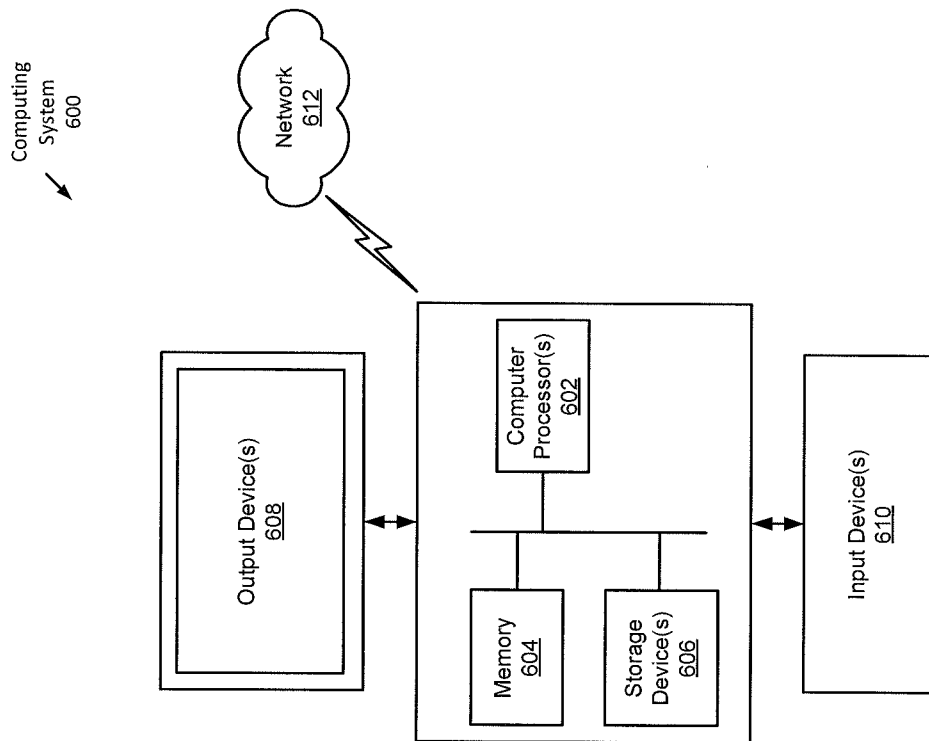 Computing
System
600
Network
612
Output Device(s)
608
Computer
Processor(s)
602
Memory
604
Storage
Device(s)
606
Input Device(s)
610